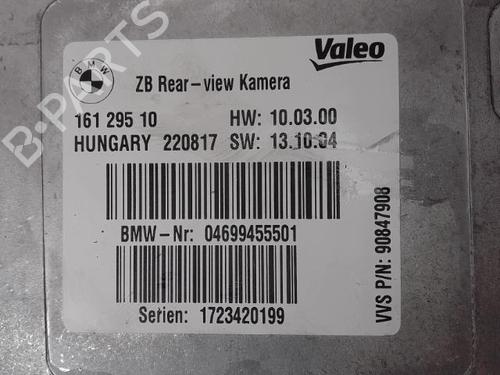 B-PARTS
BMW
Valeo
ZB Rear-view Kamera
161 295 10 HW: 10.03.00
HUNGARY 220817 SW: 13.10.04
BMW-Nr: 04699455501
Serien: 1723420199
VVS P/N: 90847908